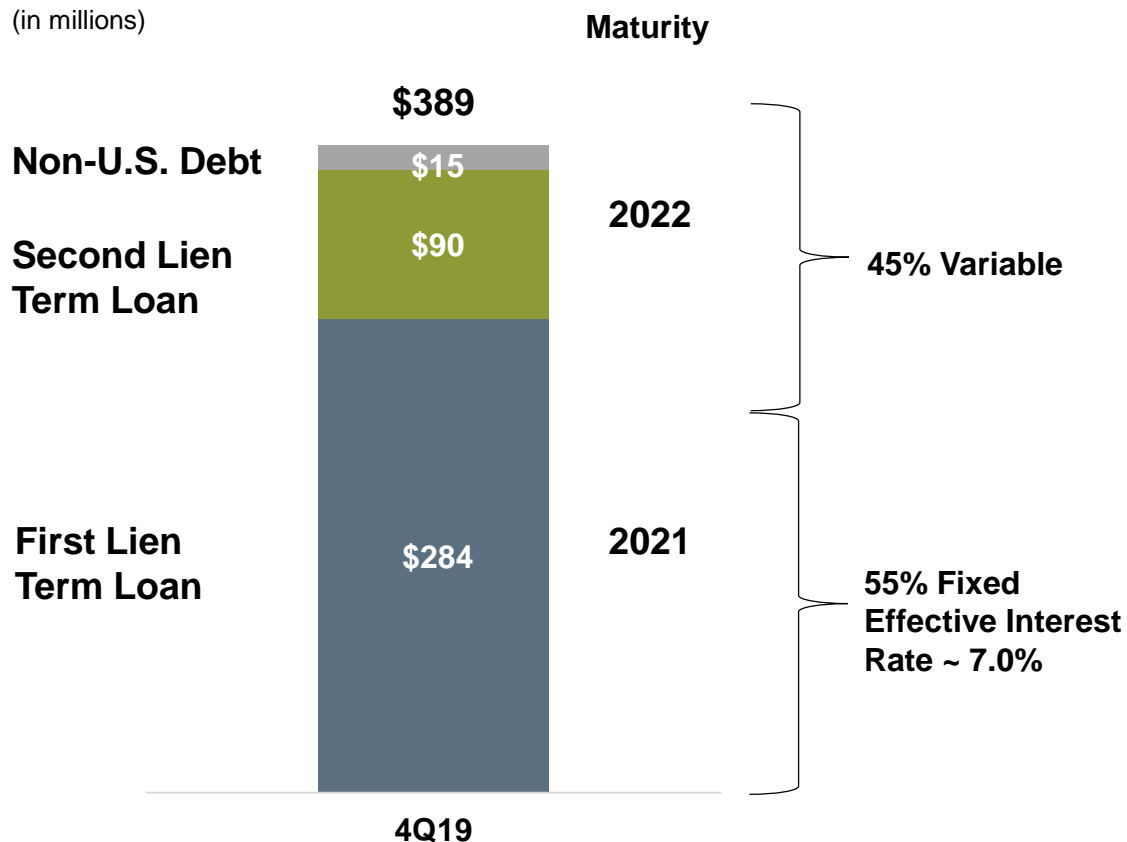 (in millions)
Maturity
$389
Non-U.S. Debt
$15
2022
Second Lien
Term Loan
$90
45% Variable
First Lien
Term Loan
$284
2021
55% Fixed
Effective Interest
Rate ~ 7.0%
4Q19